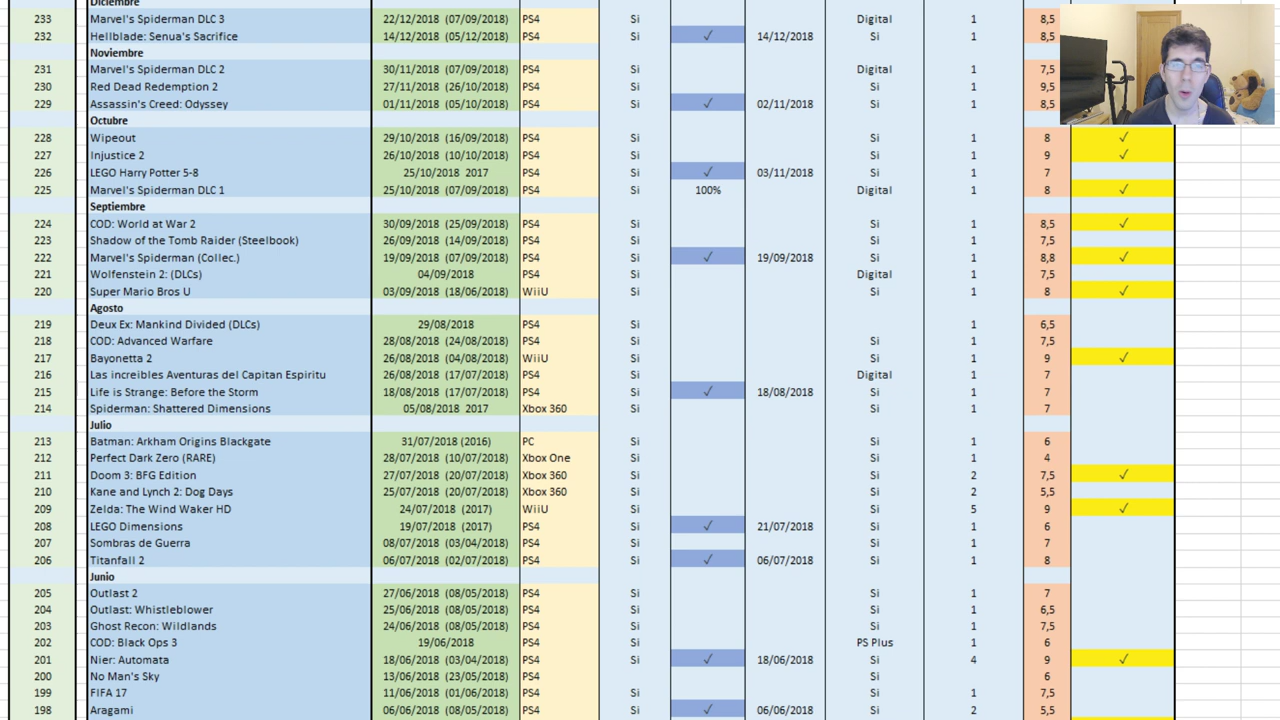 Diciembre
233 Marvel's Spiderman DLC 3 22/12/2018 (07/09/2018) PS4 Si Digital 1 8,5
232 Hellblade: Senua's Sacrifice 14/12/2018 (05/12/2018) PS4 Si ✓ 14/12/2018 Si 1 8,5
Noviembre
231 Marvel's Spiderman DLC 2 30/11/2018 (07/09/2018) PS4 Si Digital 1 7,5
230 Red Dead Redemption 2 27/11/2018 (26/10/2018) PS4 Si Si 1 9,5
229 Assassin's Creed: Odyssey 01/11/2018 (05/10/2018) PS4 Si ✓ 02/11/2018 Si 1 8,5
Octubre
228 Wipeout 29/10/2018 (16/09/2018) PS4 Si Si 1 8 ✓
227 Injustice 2 26/10/2018 (10/10/2018) PS4 Si Si 1 9 ✓
226 LEGO Harry Potter 5-8 25/10/2018 2017 PS4 Si ✓ 03/11/2018 Si 1 7
225 Marvel's Spiderman DLC 1 25/10/2018 (07/09/2018) PS4 Si 100% Digital 1 8 ✓
Septiembre
224 COD: World at War 2 30/09/2018 (25/09/2018) PS4 Si Si 1 8,5 ✓
223 Shadow of the Tomb Raider (Steelbook) 26/09/2018 (14/09/2018) PS4 Si Si 1 7,5
222 Marvel's Spiderman (Collec.) 19/09/2018 (07/09/2018) PS4 Si ✓ 19/09/2018 Si 1 8,8 ✓
221 Wolfenstein 2: (DLCs) 04/09/2018 PS4 Si Digital 1 7,5
220 Super Mario Bros U 03/09/2018 (18/06/2018) WiiU Si Si 1 8 ✓
Agosto
219 Deux Ex: Mankind Divided (DLCs) 29/08/2018 PS4 Si 1 6,5
218 COD: Advanced Warfare 28/08/2018 (24/08/2018) PS4 Si Si 1 7,5
217 Bayonetta 2 26/08/2018 (04/08/2018) WiiU Si Si 1 9 ✓
216 Las increibles Aventuras del Capitan Espiritu 26/08/2018 (17/07/2018) PS4 Si Digital 1 7
215 Life is Strange: Before the Storm 18/08/2018 (17/07/2018) PS4 Si ✓ 18/08/2018 Si 1 7
214 Spiderman: Shattered Dimensions 05/08/2018 2017 Xbox 360 Si Si 1 7
Julio
213 Batman: Arkham Origins Blackgate 31/07/2018 (2016) PC Si Si 1 6
212 Perfect Dark Zero (RARE) 28/07/2018 (10/07/2018) Xbox One Si Si 1 4
211 Doom 3: BFG Edition 27/07/2018 (20/07/2018) Xbox 360 Si Si 2 7,5 ✓
210 Kane and Lynch 2: Dog Days 25/07/2018 (20/07/2018) Xbox 360 Si Si 2 5,5
209 Zelda: The Wind Waker HD 24/07/2018 (2017) WiiU Si Si 5 9 ✓
208 LEGO Dimensions 19/07/2018 (2017) PS4 Si ✓ 21/07/2018 Si 1 6
207 Sombras de Guerra 08/07/2018 (03/04/2018) PS4 Si Si 1 7
206 Titanfall 2 06/07/2018 (02/07/2018) PS4 Si ✓ 06/07/2018 Si 1 8
Junio
205 Outlast 2 27/06/2018 (08/05/2018) PS4 Si Si 1 7
204 Outlast: Whistleblower 25/06/2018 (08/05/2018) PS4 Si Si 1 6,5
203 Ghost Recon: Wildlands 24/06/2018 (08/05/2018) PS4 Si Si 1 7,5
202 COD: Black Ops 3 19/06/2018 PS4 Si PS Plus 1 6
201 Nier: Automata 18/06/2018 (03/04/2018) PS4 Si ✓ 18/06/2018 Si 4 9 ✓
200 No Man's Sky 13/06/2018 (23/05/2018) PS4 Si 6
199 FIFA 17 11/06/2018 (01/06/2018) PS4 Si Si 1 7,5
198 Aragami 06/06/2018 (08/05/2018) PS4 Si ✓ 06/06/2018 Si 2 5,5